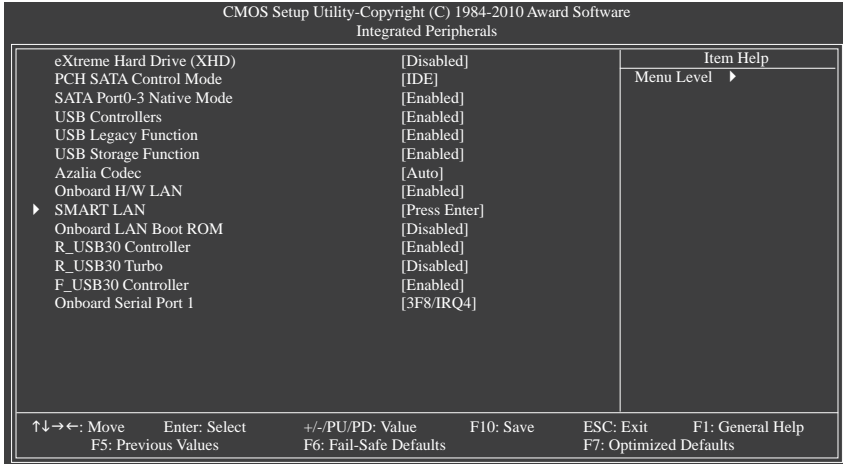 CMOS Setup Utility-Copyright (C) 1984-2010 Award Software
Integrated Peripherals
eXtreme Hard Drive (XHD) [Disabled]
PCH SATA Control Mode [IDE]
SATA Port0-3 Native Mode [Enabled]
USB Controllers [Enabled]
USB Legacy Function [Enabled]
USB Storage Function [Enabled]
Azalia Codec [Auto]
Onboard H/W LAN [Enabled]
SMART LAN [Press Enter]
Onboard LAN Boot ROM [Disabled]
R_USB30 Controller [Enabled]
R_USB30 Turbo [Disabled]
F_USB30 Controller [Enabled]
Onboard Serial Port 1 [3F8/IRQ4]
Item Help
Menu Level
↑↓→←: Move Enter: Select +/-/PU/PD: Value F10: Save ESC: Exit F1: General Help
F5: Previous Values F6: Fail-Safe Defaults F7: Optimized Defaults